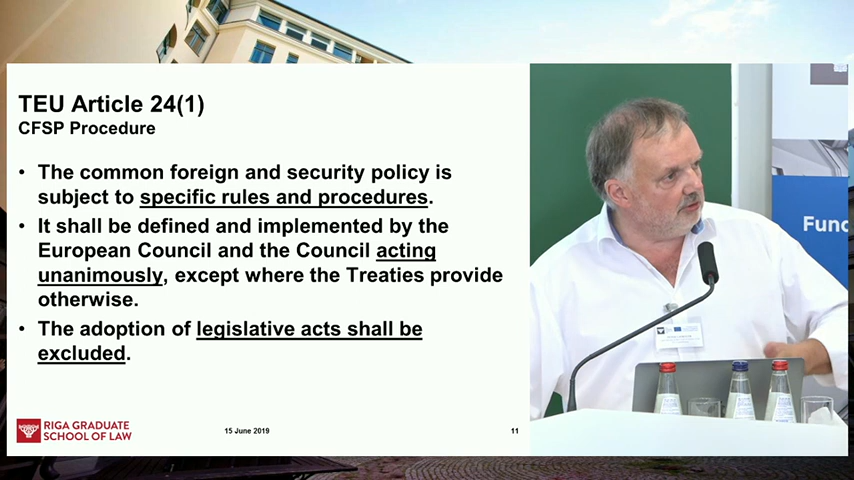 TEU Article 24(1)
CFSP Procedure
• The common foreign and security policy is
subject to specific rules and procedures.
• It shall be defined and implemented by the
European Council and the Council acting
unanimously, except where the Treaties provide
otherwise.
• The adoption of legislative acts shall be
excluded.
RIGA GRADUATE
SCHOOL OF LAW
15 June 2019
11
Fund